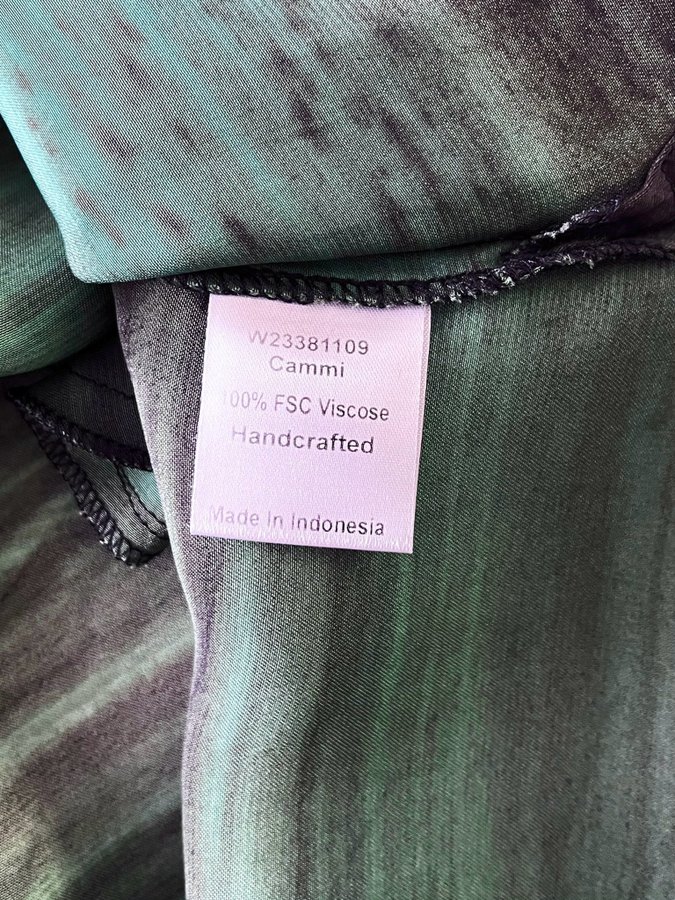 W23381109
Cammi
100% FSC Viscose
Handcrafted
Made In Indonesia